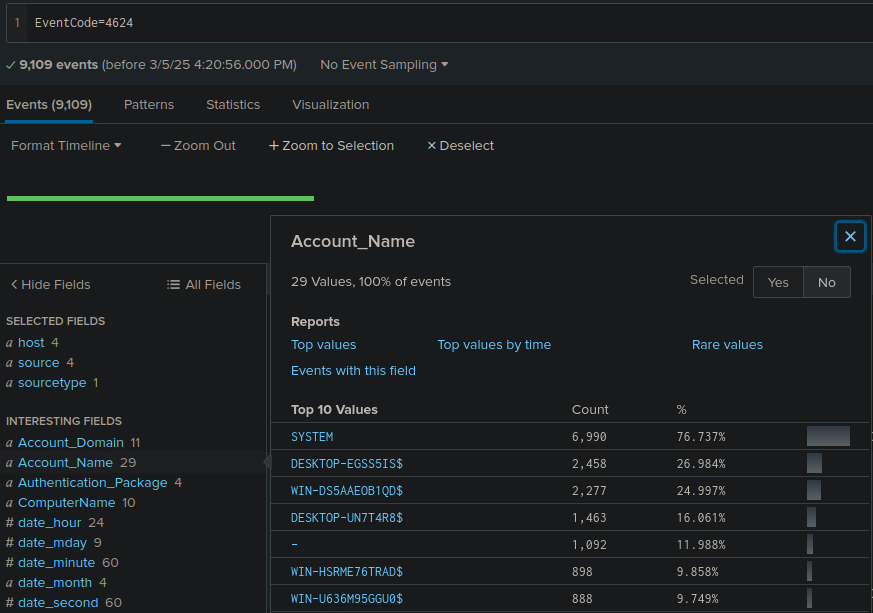 1 EventCode=4624
9,109 events (before 3/5/25 4:20:56.000 PM) No Event Sampling
Events (9,109) Patterns Statistics Visualization
Format Timeline — Zoom Out + Zoom to Selection × Deselect
Account_Name
29 Values, 100% of events Selected Yes No
Reports
Top values Top values by time Rare values
Events with this field
Top 10 Values Count %
SYSTEM 6,990 76.737%
DESKTOP-EGSS5IS$ 2,458 26.984%
WIN-DS5AAEOB1QD$ 2,277 24.997%
DESKTOP-UN7T4R8$ 1,463 16.061%
- 1,092 11.988%
WIN-HSRME76TRAD$ 898 9.858%
WIN-U636M95GGU0$ 888 9.749%
< Hide Fields All Fields
SELECTED FIELDS
a host 4
a source 4
a sourcetype 1
INTERESTING FIELDS
a Account_Domain 11
a Account_Name 29
a Authentication_Package 4
a ComputerName 10
# date_hour 24
# date_mday 9
# date_minute 60
a date_month 4
# date_second 60